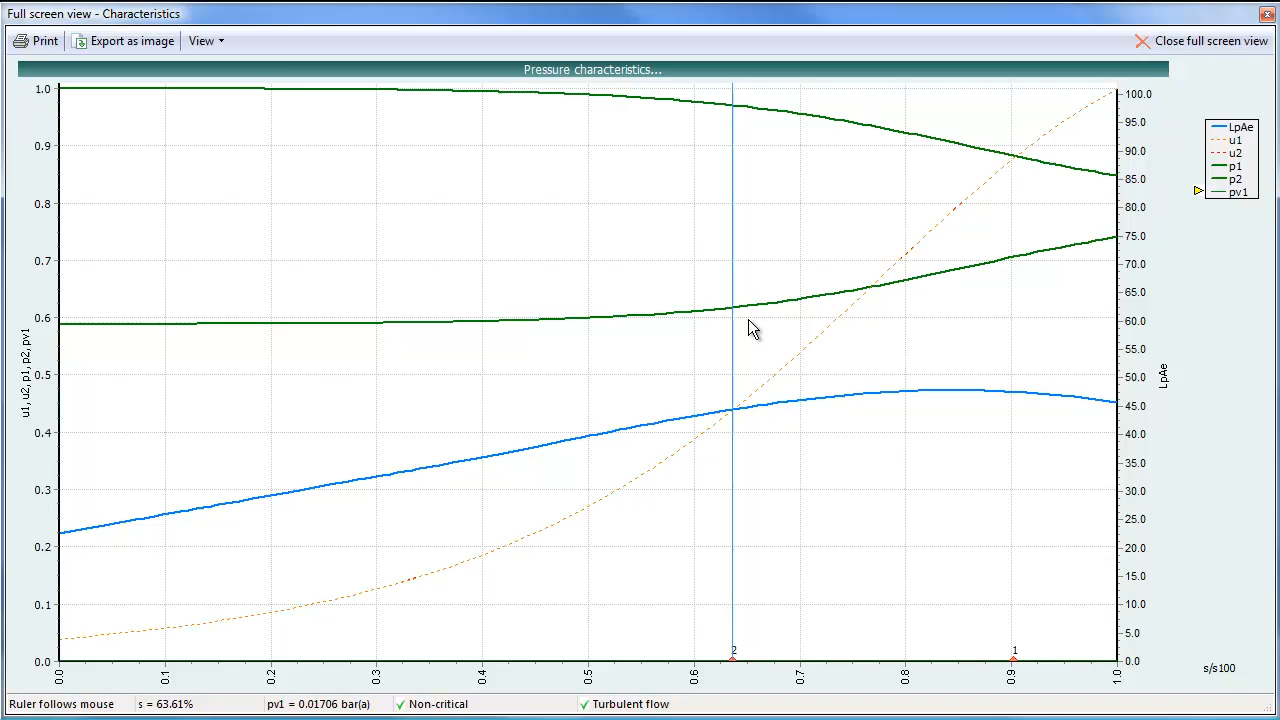 Full screen view - Characteristics
Print
Export as image
View
Close full screen view
Pressure characteristics...
1.0
0.9
0.8
0.7
0.6
0.5
0.4
0.3
0.2
0.1
0.0
u1, u2, p1, p2, pv1
100.0
95.0
90.0
85.0
80.0
75.0
70.0
65.0
60.0
55.0
50.0
45.0
40.0
35.0
30.0
25.0
20.0
15.0
10.0
5.0
0.0
LpAe
LpAe
u1
u2
p1
p2
pv1
2
1
0.0 0.1 0.2 0.3 0.4 0.5 0.6 0.7 0.8 0.9 1.0
s/s100
Ruler follows mouse
s = 63.61%
pv1 = 0.01706 bar(a)
Non-critical
Turbulent flow